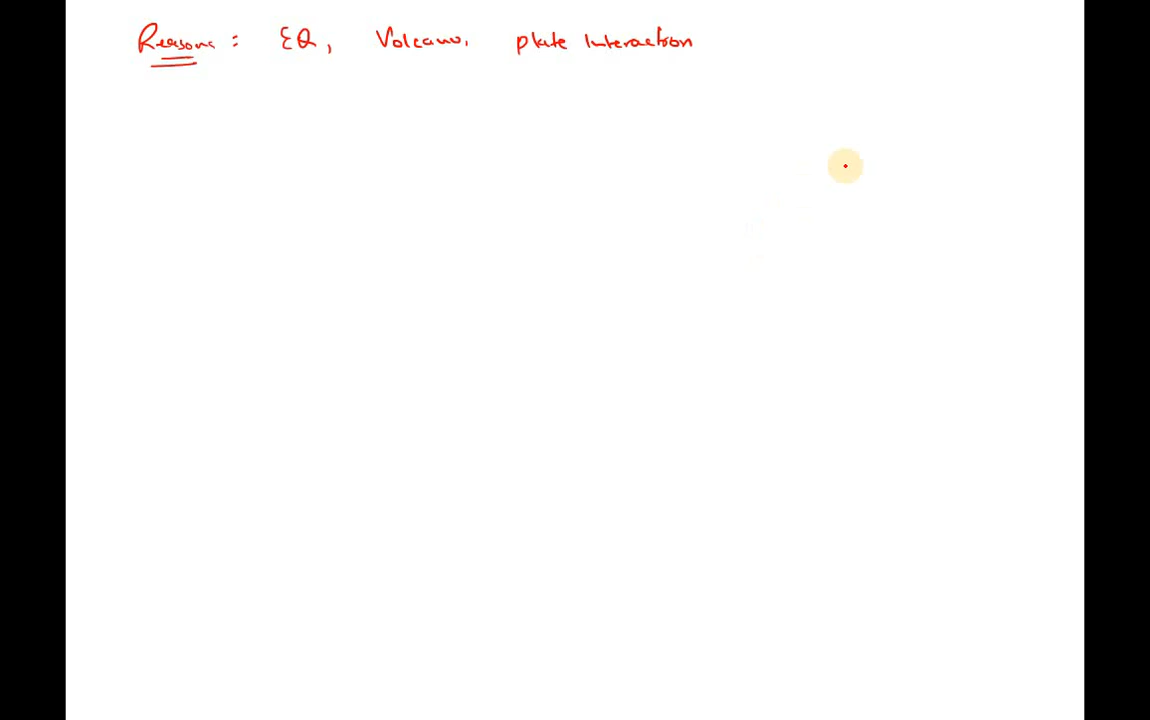 Reasons : EQ, Volcano, plate interaction